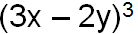 (3x – 2y)³